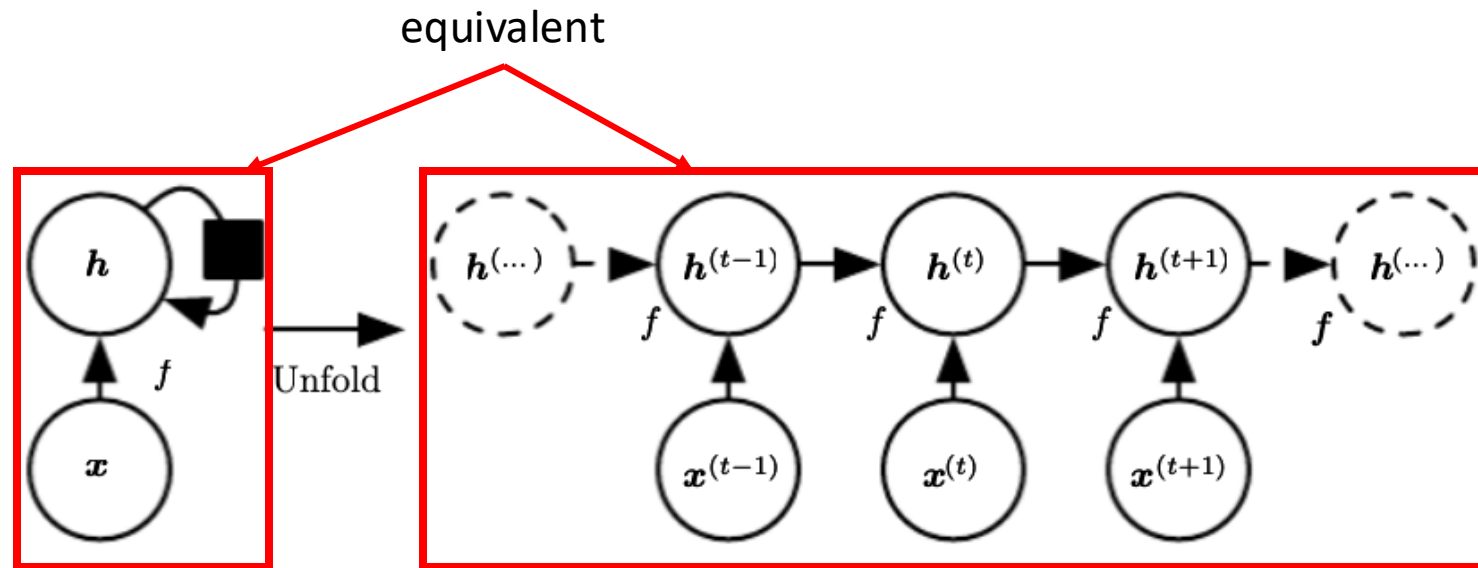 equivalent
h
f
x
Unfold
h^(...) h^(t−1) h^(t) h^(t+1) h^(...)
f f f f
x^(t−1) x^(t) x^(t+1)